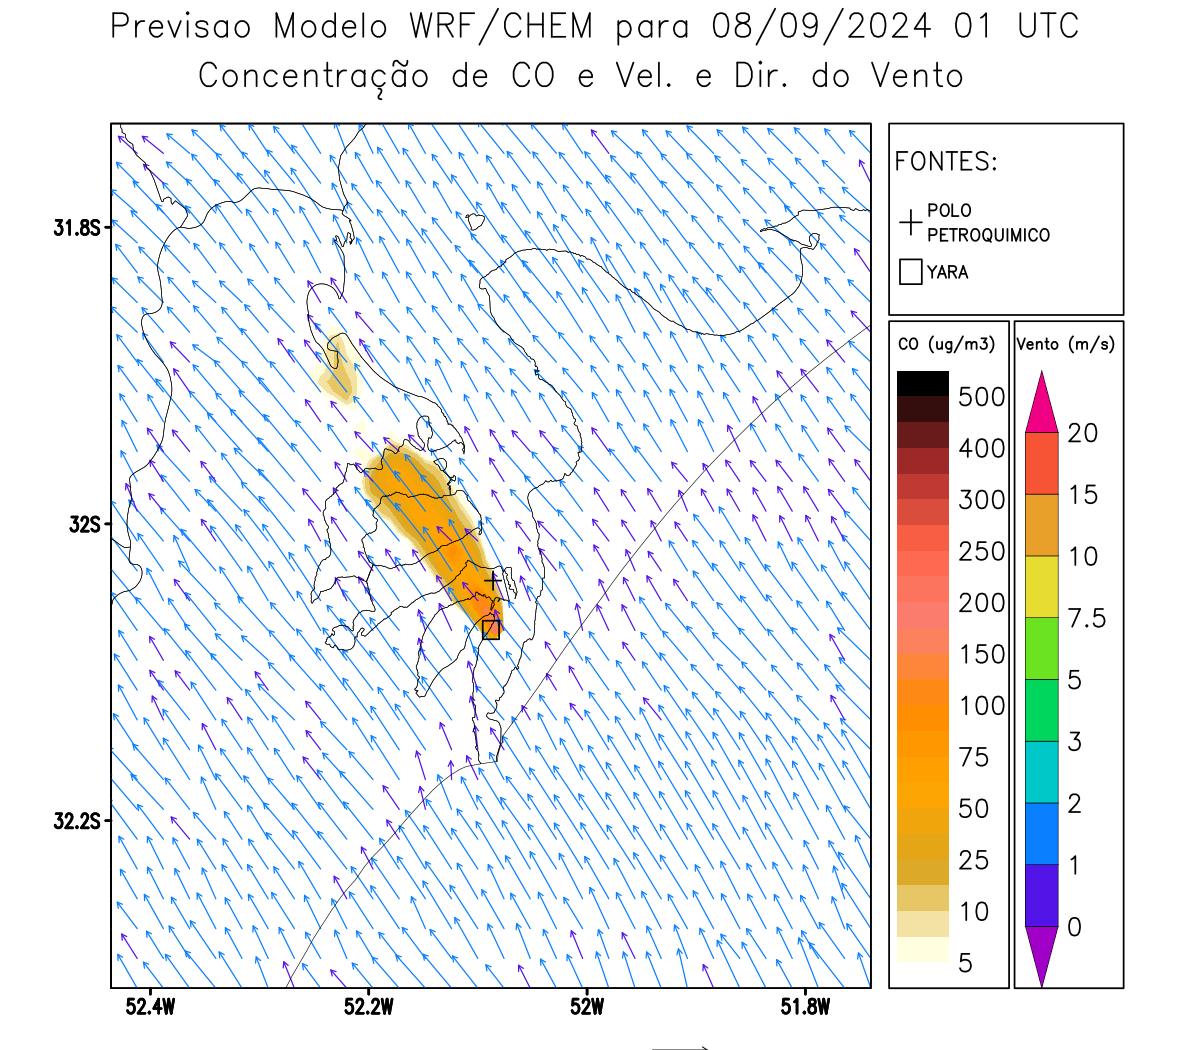 Previsao Modelo WRF/CHEM para 08/09/2024 01 UTC
Concentração de CO e Vel. e Dir. do Vento
FONTES:
POLO
PETROQUIMICO
YARA
CO (ug/m3)
500
400
300
250
200
150
100
75
50
25
10
5
Vento (m/s)
20
15
10
7.5
5
3
2
1
0
31.8S
32S
32.2S
52.4W
52.2W
52W
51.8W